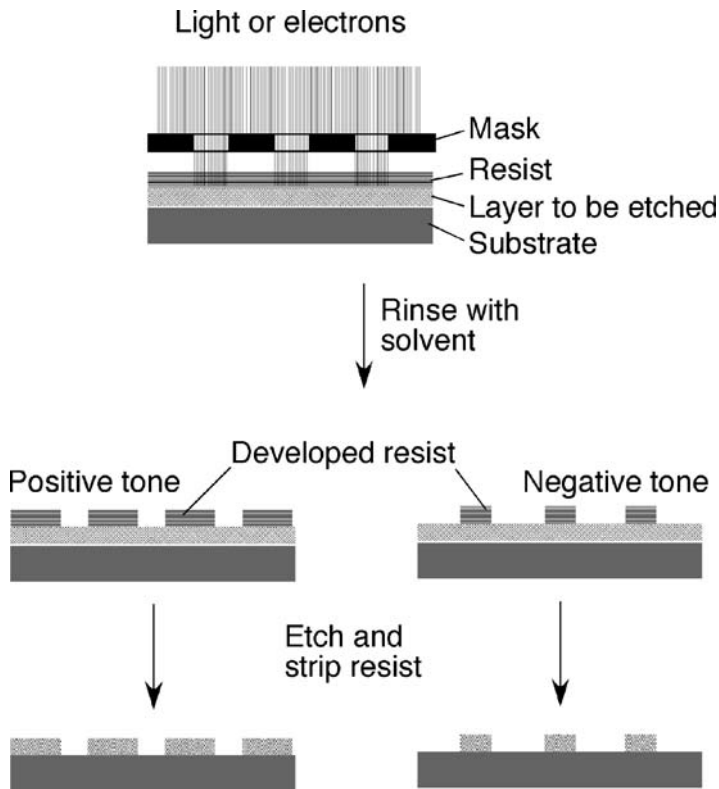 Light or electrons
Mask
Resist
Layer to be etched
Substrate
Rinse with
solvent
Developed resist
Positive tone
Negative tone
Etch and
strip resist